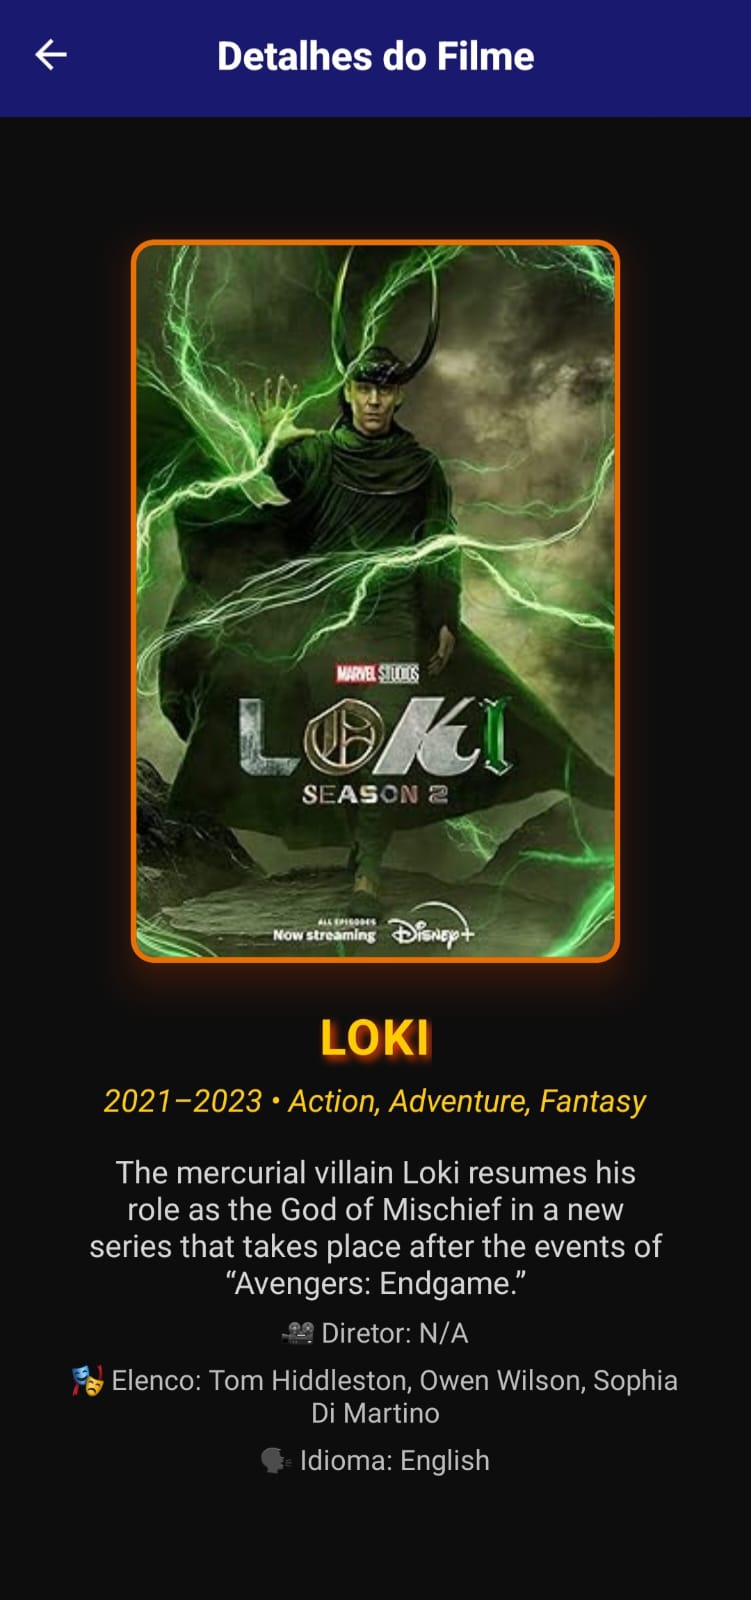 Detalhes do Filme
MARVEL STUDIOS
LOKI
SEASON 2
ALL EPISODES
Now streaming Disney+
LOKI
2021–2023 • Action, Adventure, Fantasy
The mercurial villain Loki resumes his
role as the God of Mischief in a new
series that takes place after the events of
“Avengers: Endgame.”
🎥 Diretor: N/A
🎭 Elenco: Tom Hiddleston, Owen Wilson, Sophia
Di Martino
🗣 Idioma: English